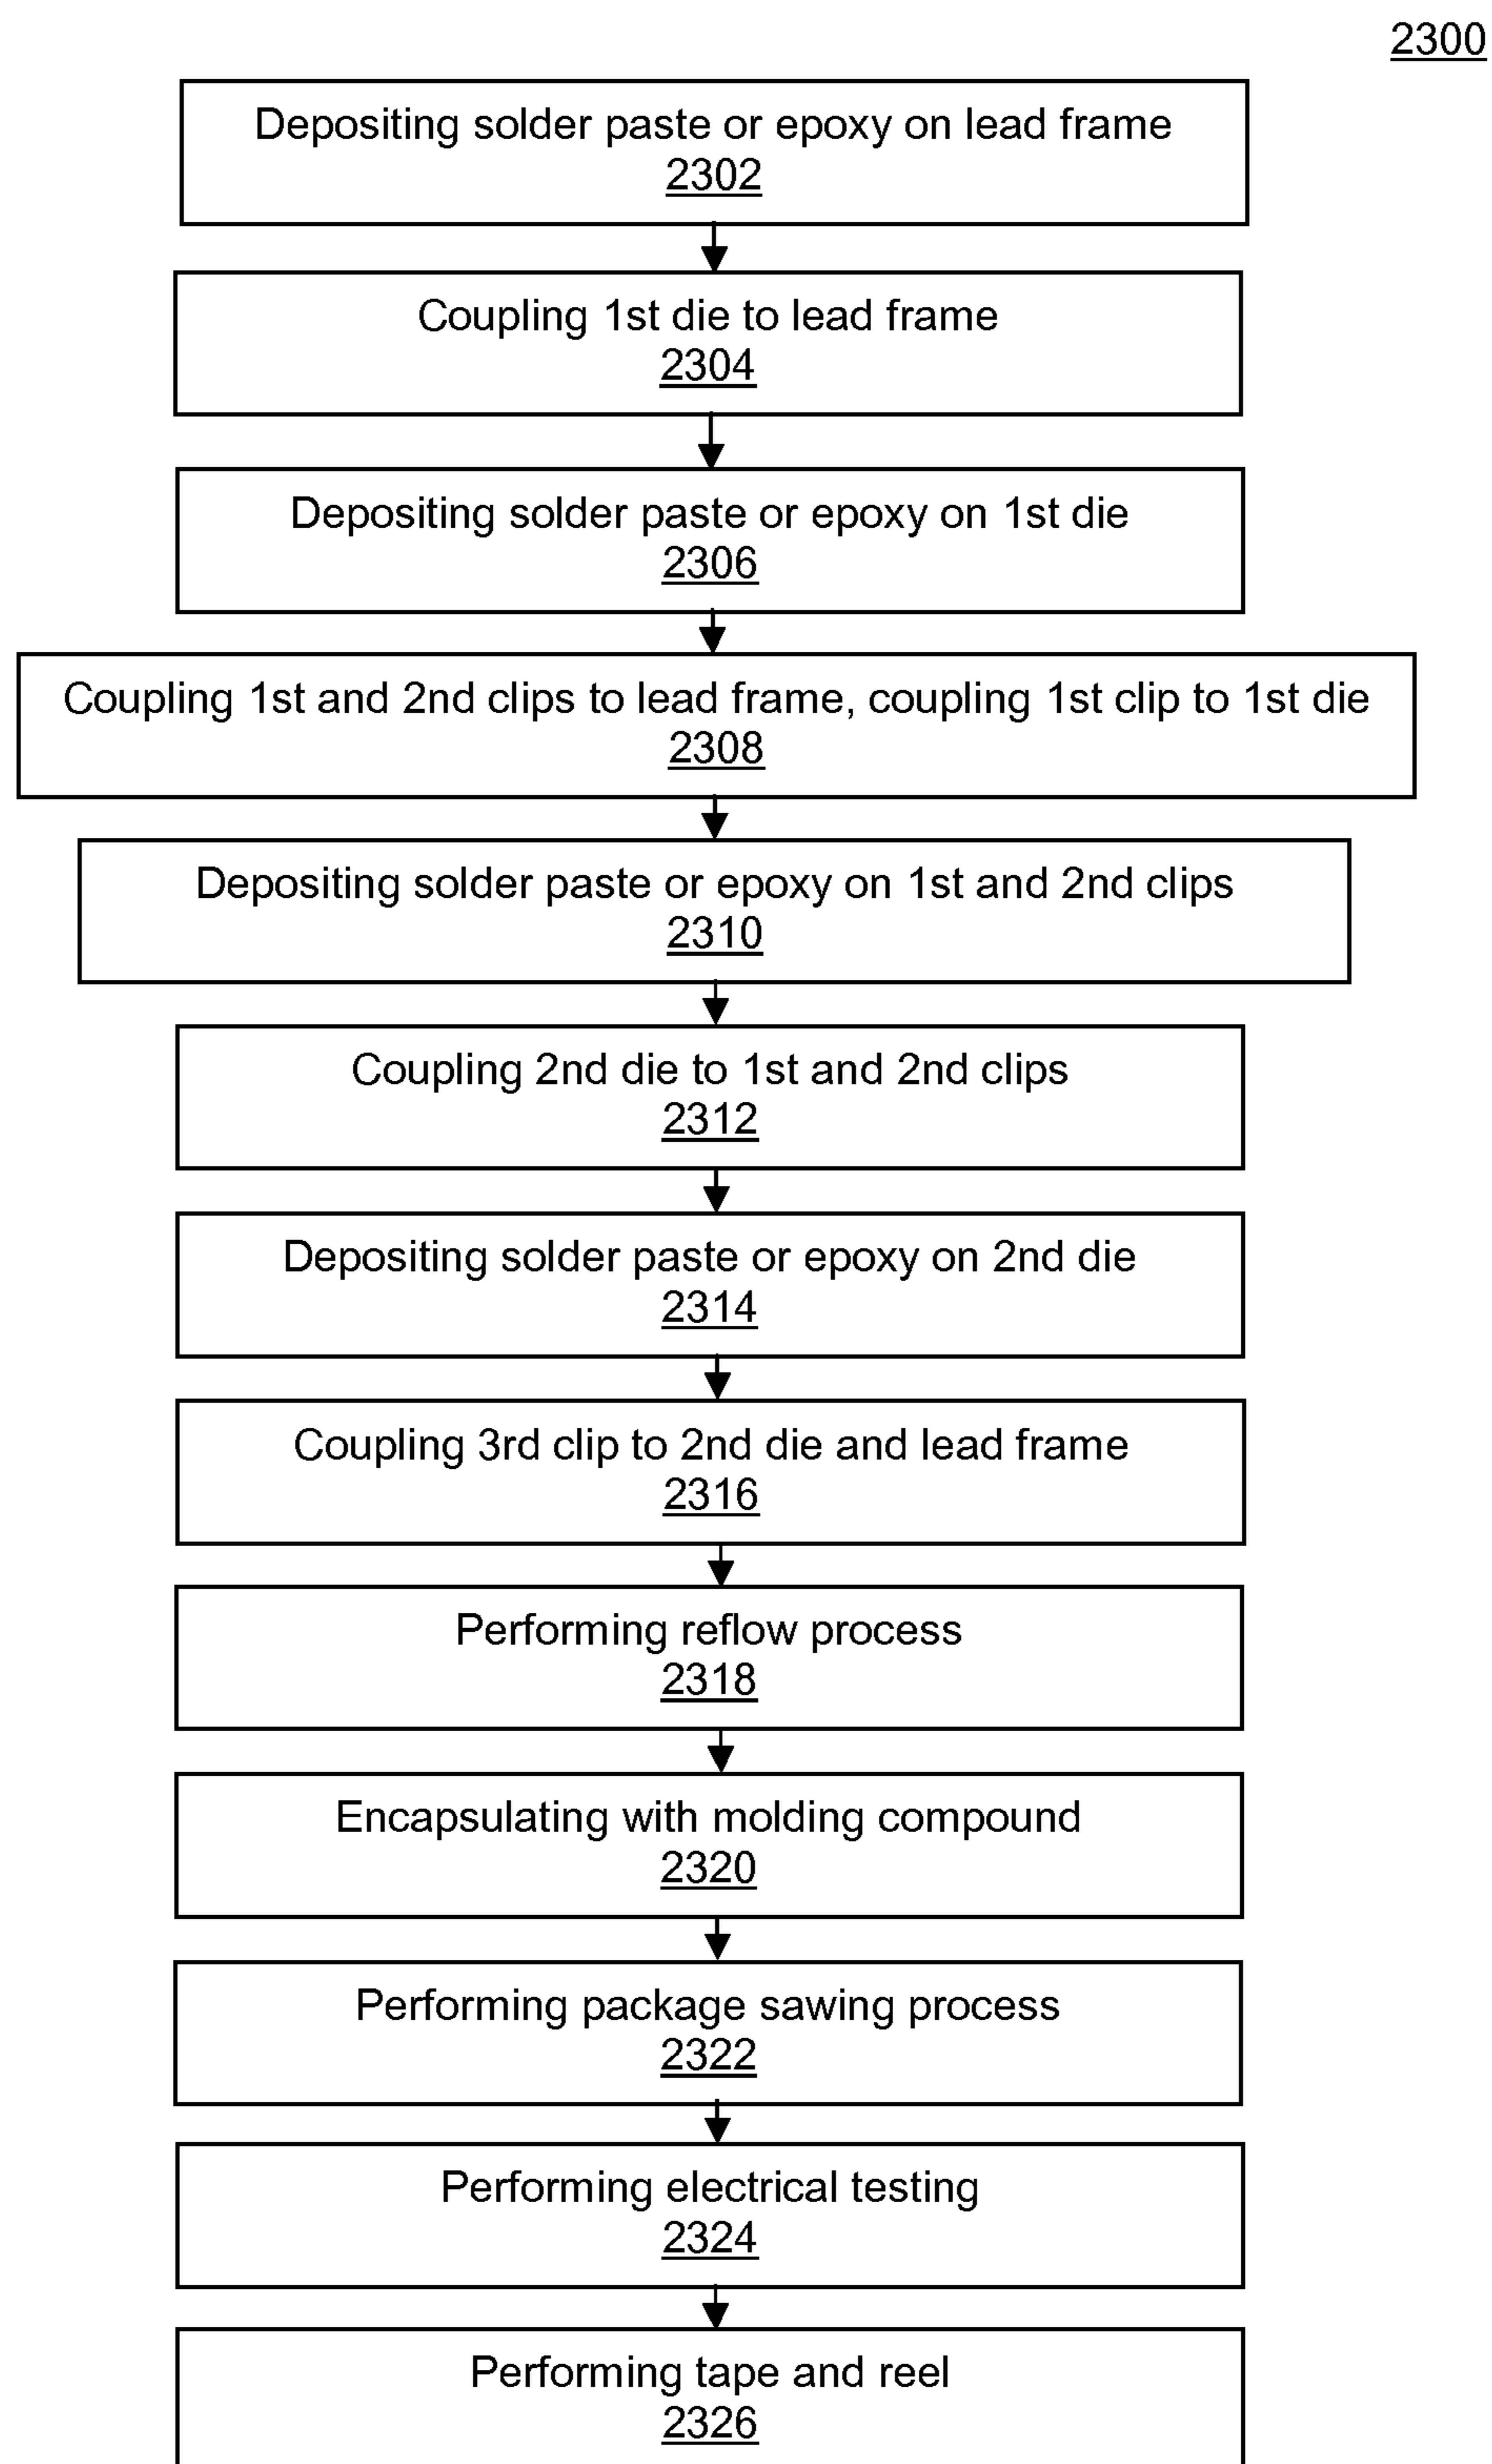 2300
Depositing solder paste or epoxy on lead frame
2302
Coupling 1st die to lead frame
2304
Depositing solder paste or epoxy on 1st die
2306
Coupling 1st and 2nd clips to lead frame, coupling 1st clip to 1st die
2308
Depositing solder paste or epoxy on 1st and 2nd clips
2310
Coupling 2nd die to 1st and 2nd clips
2312
Depositing solder paste or epoxy on 2nd die
2314
Coupling 3rd clip to 2nd die and lead frame
2316
Performing reflow process
2318
Encapsulating with molding compound
2320
Performing package sawing process
2322
Performing electrical testing
2324
Performing tape and reel
2326